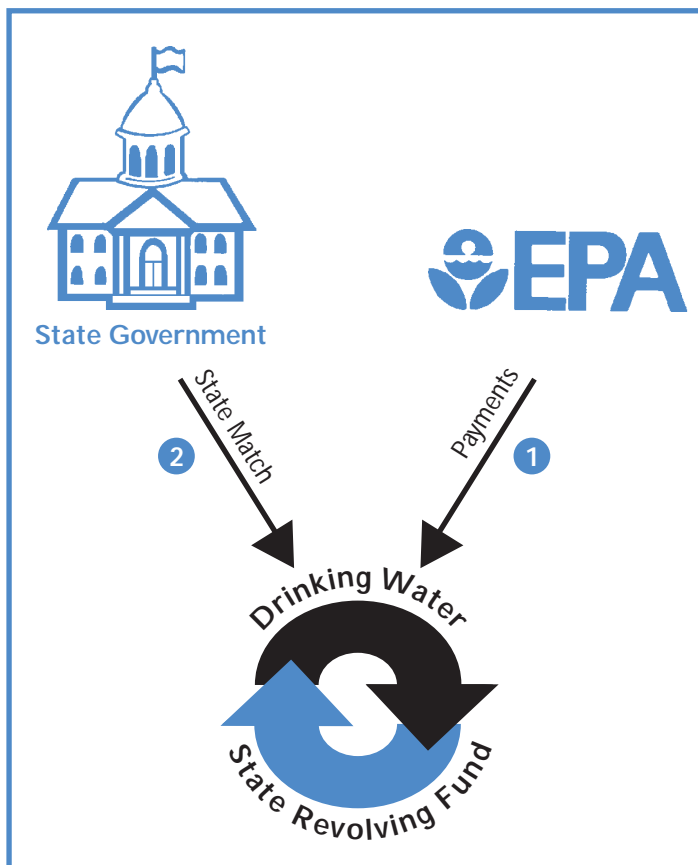 EPA
State Government
State Match
Payments
2
1
Drinking Water
State Revolving Fund